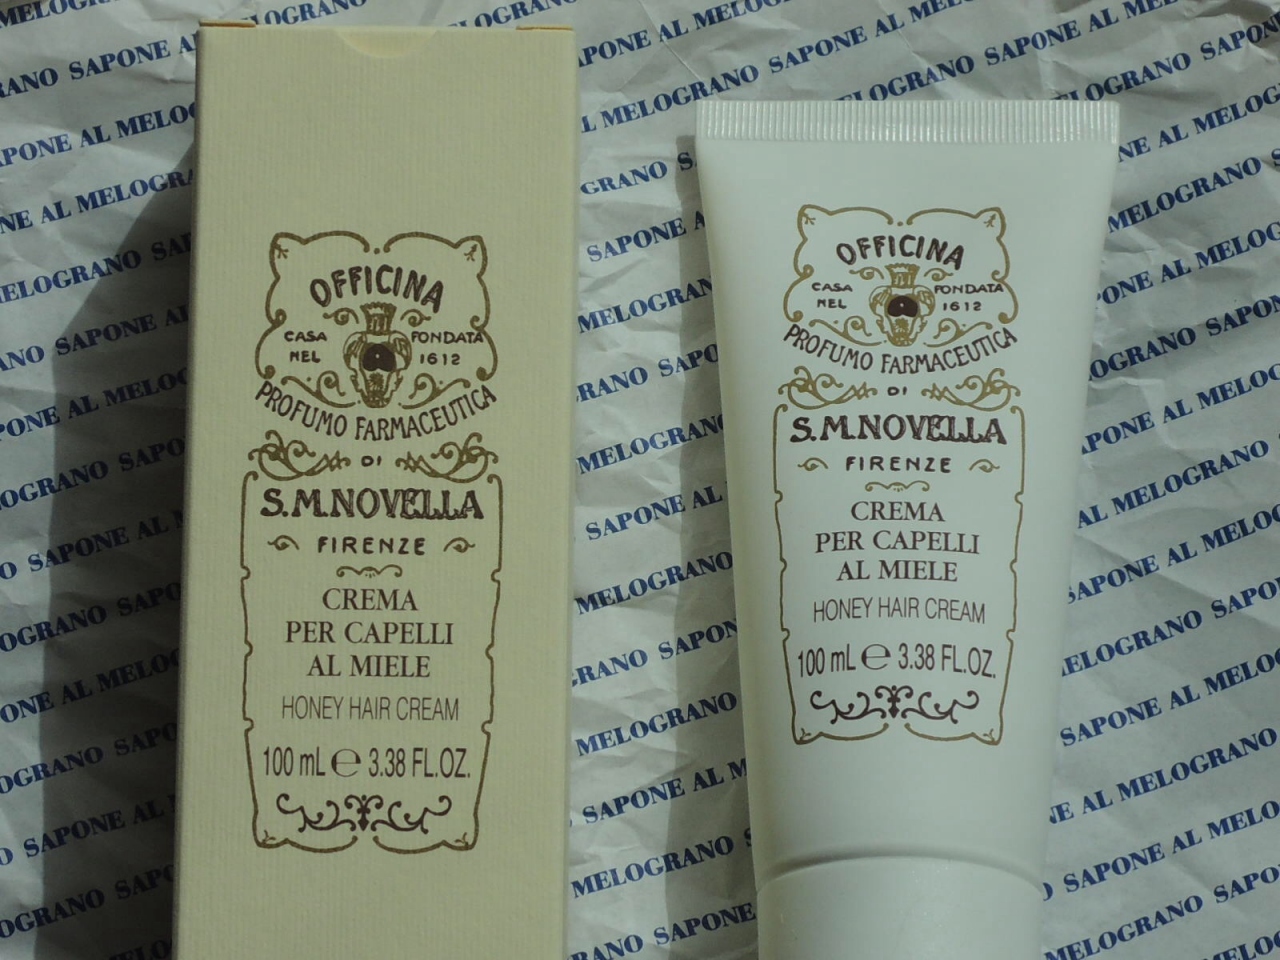 OFFICINA
CASA FONDATA
NEL 1612
PROFUMO FARMACEUTICA
DI
S.M.NOVELLA
FIRENZE
CREMA
PER CAPELLI
AL MIELE
HONEY HAIR CREAM
100 mL ℮ 3.38 FL.OZ.
OFFICINA
CASA FONDATA
NEL 1612
PROFUMO FARMACEUTICA
DI
S.M.NOVELLA
FIRENZE
CREMA
PER CAPELLI
AL MIELE
HONEY HAIR CREAM
100 mL ℮ 3.38 FL.OZ.
SAPONE AL MELOGRANO SAPONE AL MELOGRANO